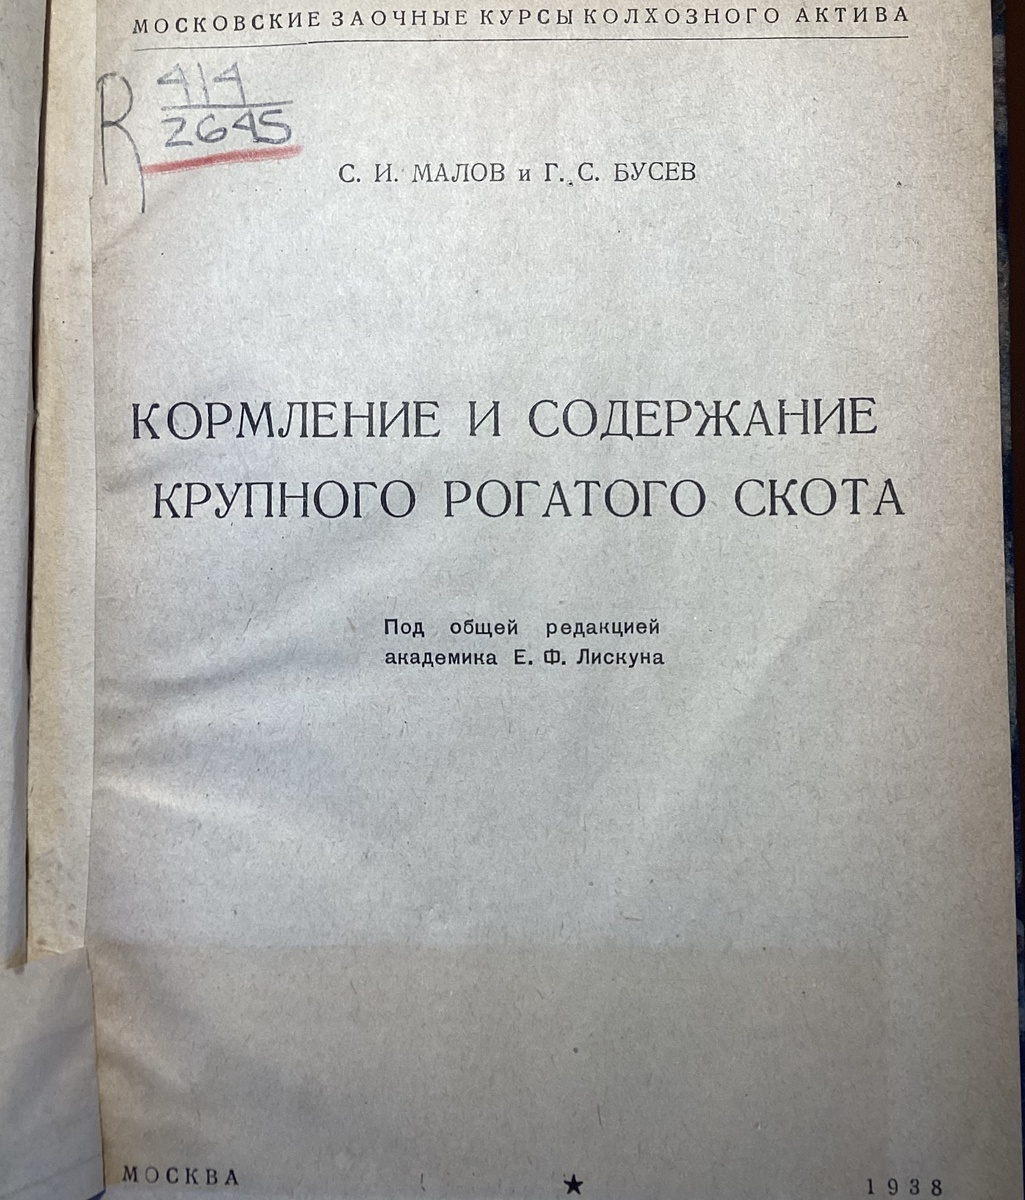 МОСКОВСКИЕ ЗАОЧНЫЕ КУРСЫ КОЛХОЗНОГО АКТИВА
R 414
2645
С. И. МАЛОВ и Г. С. БУСЕВ
КОРМЛЕНИЕ И СОДЕРЖАНИЕ
КРУПНОГО РОГАТОГО СКОТА
Под общей редакцией
академика Е. Ф. Лискуна
МОСКВА ★ 1938